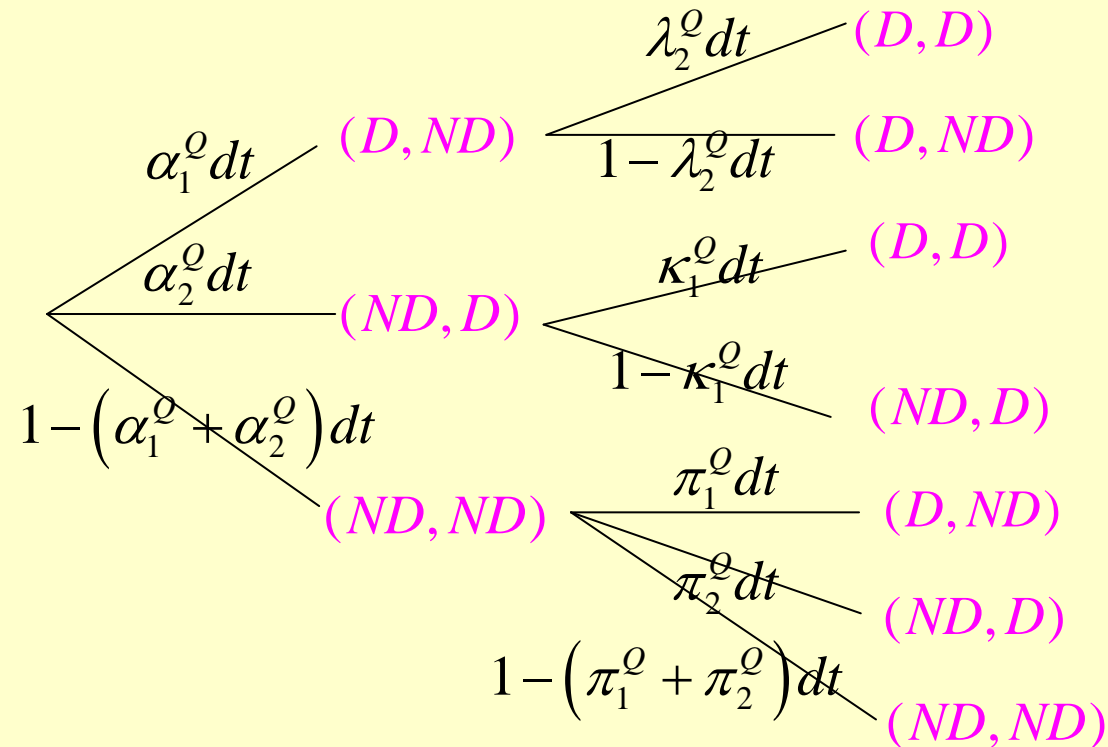 λ₂^Q dt
(D, D)
α₁^Q dt
(D, ND)
(D, ND)
1 − λ₂^Q dt
α₂^Q dt
κ₁^Q dt
(D, D)
(ND, D)
1 − κ₁^Q dt
(ND, D)
1 − (α₁^Q + α₂^Q) dt
π₁^Q dt
(ND, ND)
(D, ND)
π₂^Q dt
(ND, D)
1 − (π₁^Q + π₂^Q) dt
(ND, ND)